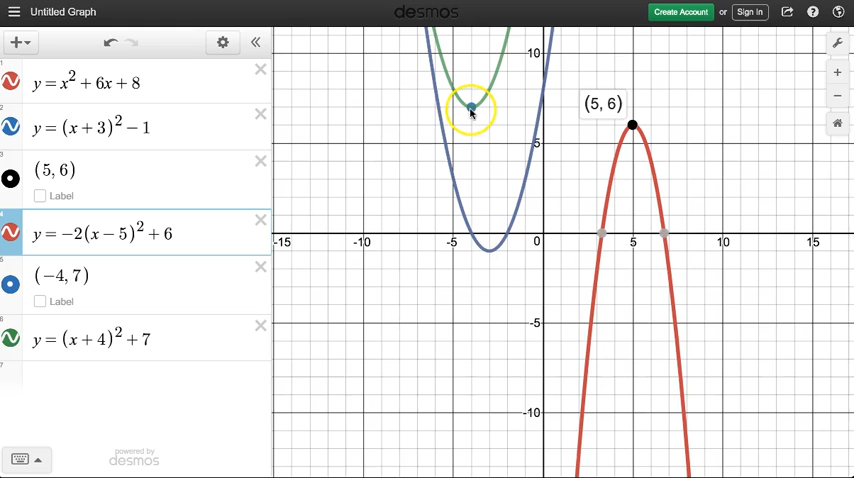 Untitled Graph
desmos
Create Account or Sign In
1
y=x²+6x+8
2
y=(x+3)²−1
3
(5, 6)
Label
4
y=−2(x−5)²+6
5
(−4, 7)
Label
6
y=(x+4)²+7
7
powered by
desmos
(5, 6)
10
5
-15 -10 -5 0 5 10 15
-5
-10